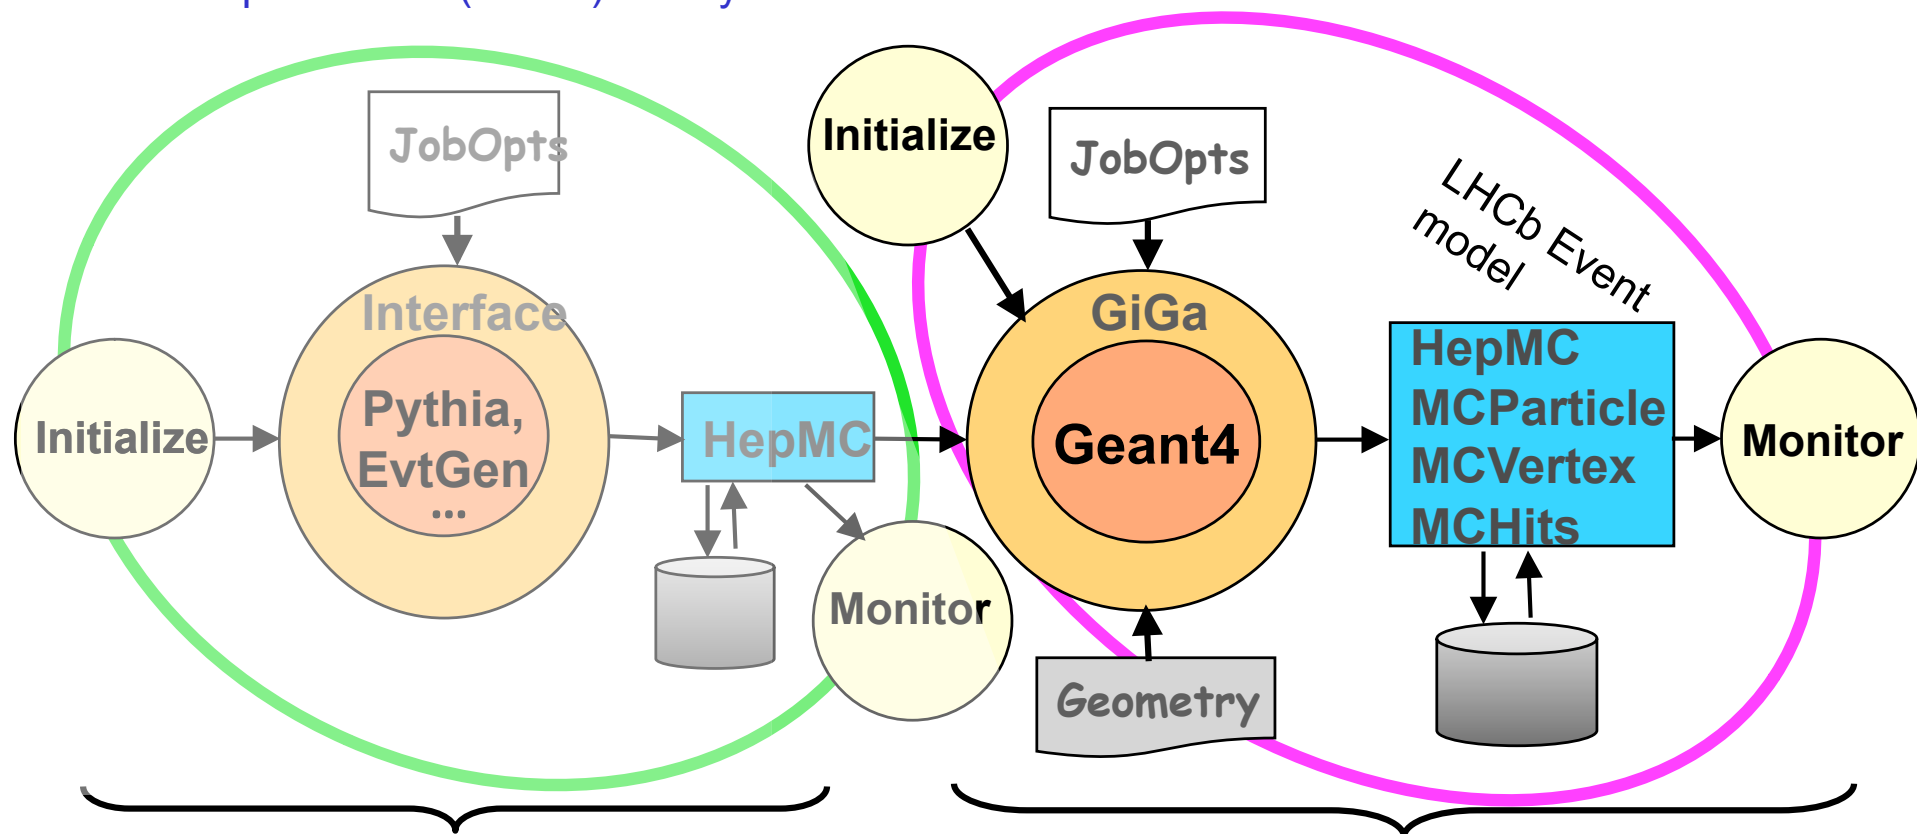 JobOpts
Interface
Initialize
Pythia,
EvtGen
...
HepMC
Monitor
Initialize
JobOpts
GiGa
Geant4
Geometry
LHCb Event
model
HepMC
MCParticle
MCVertex
MCHits
Monitor